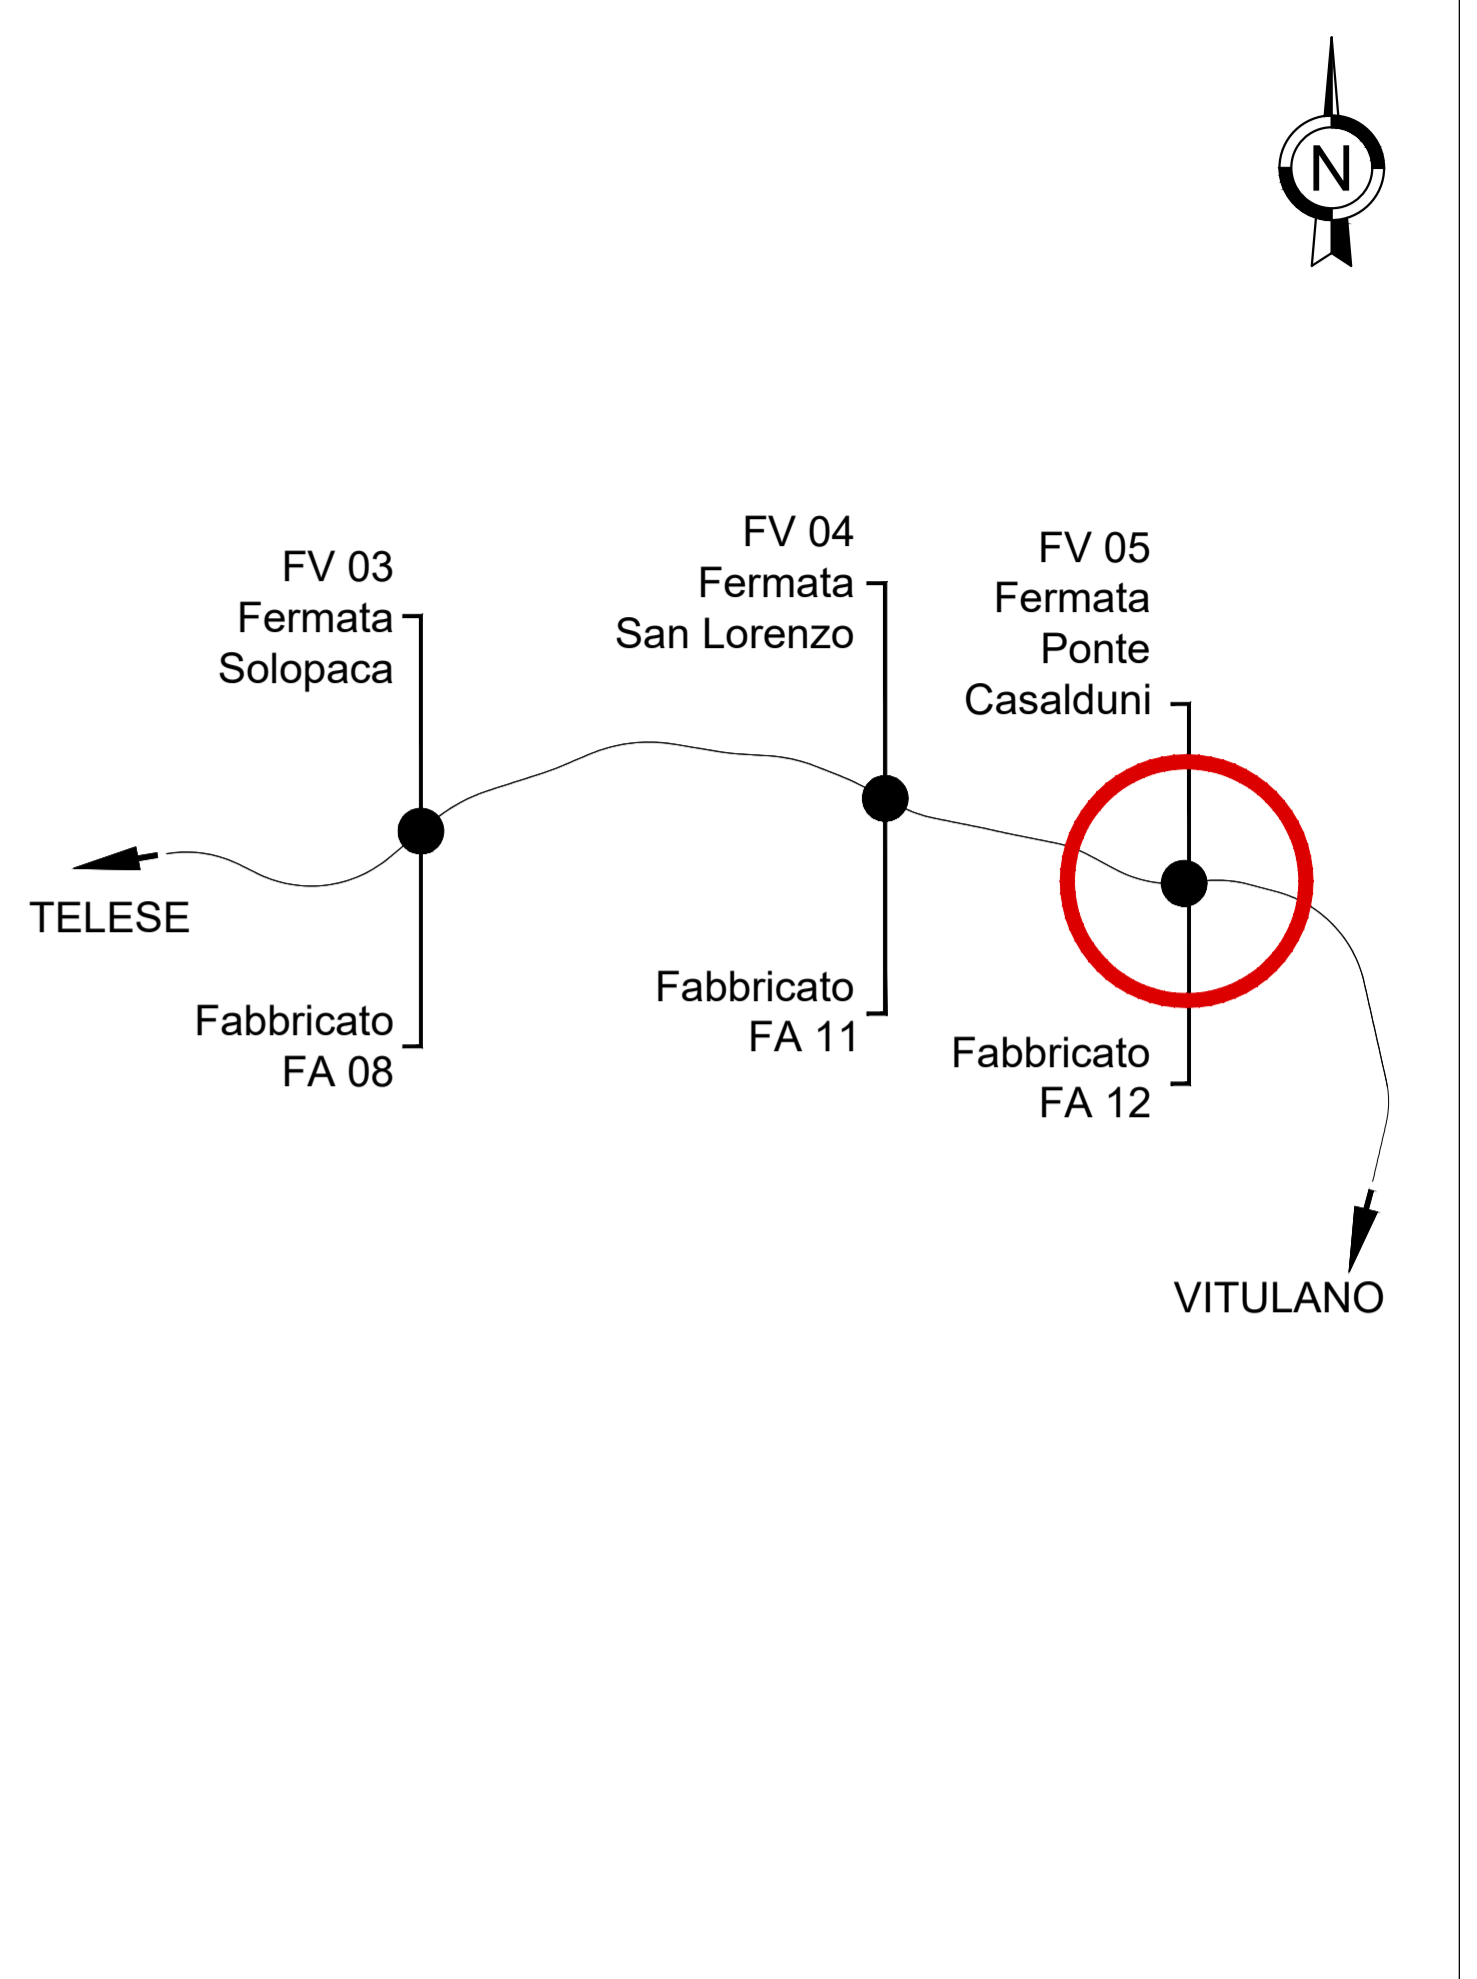 N
FV 03
Fermata
Solopaca
FV 04
Fermata
San Lorenzo
FV 05
Fermata
Ponte
Casalduni
TELESE
Fabbricato
FA 08
Fabbricato
FA 11
Fabbricato
FA 12
VITULANO